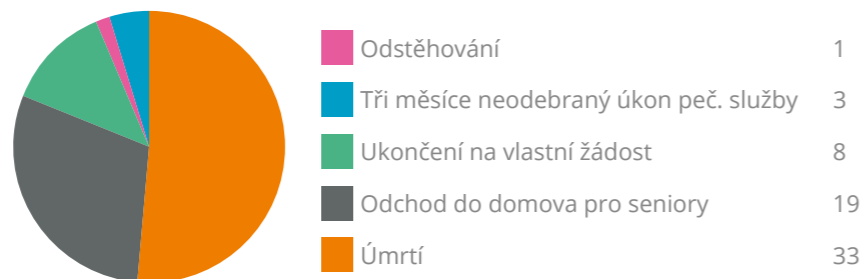 Odstěhování 1
Tři měsíce neodebraný úkon peč. služby 3
Ukončení na vlastní žádost 8
Odchod do domova pro seniory 19
Úmrtí 33